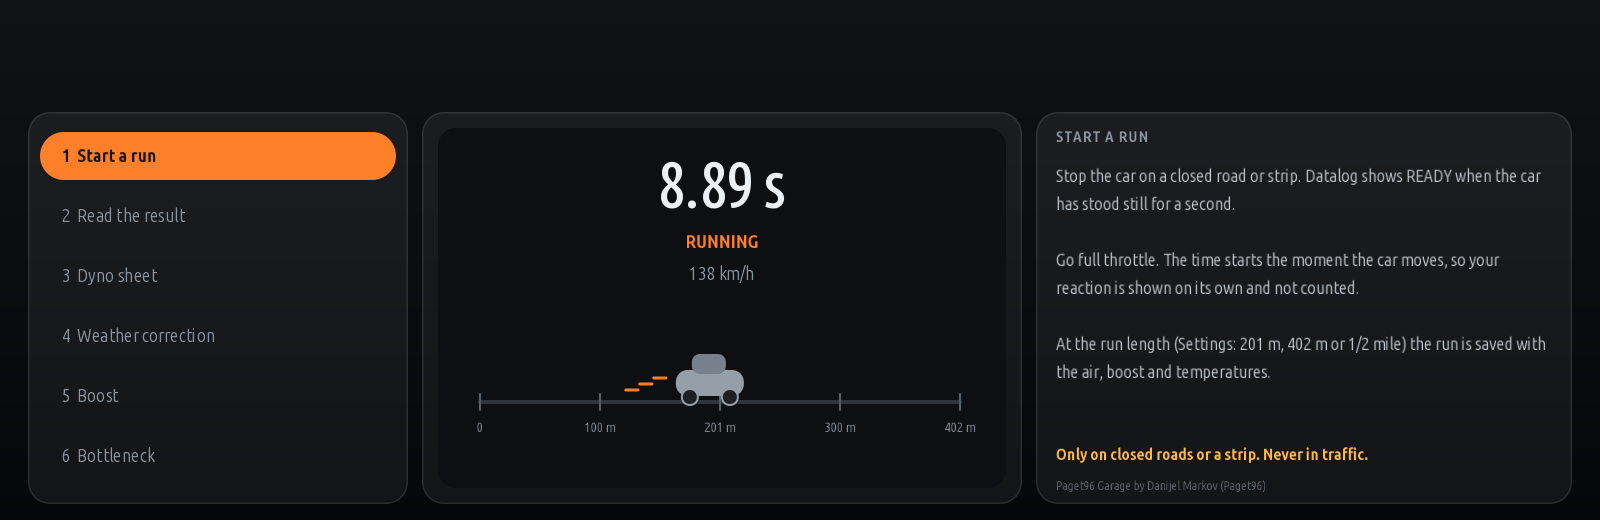 1 Start a run
2 Read the result
3 Dyno sheet
4 Weather correction
5 Boost
6 Bottleneck
8.89 s
RUNNING
138 km/h
0
100 m
201 m
300 m
402 m
START A RUN
Stop the car on a closed road or strip. Datalog shows READY when the car
has stood still for a second.
Go full throttle. The time starts the moment the car moves, so your
reaction is shown on its own and not counted.
At the run length (Settings: 201 m, 402 m or 1/2 mile) the run is saved with
the air, boost and temperatures.
Only on closed roads or a strip. Never in traffic.
Paget96 Garage by Danijel Markov (Paget96)